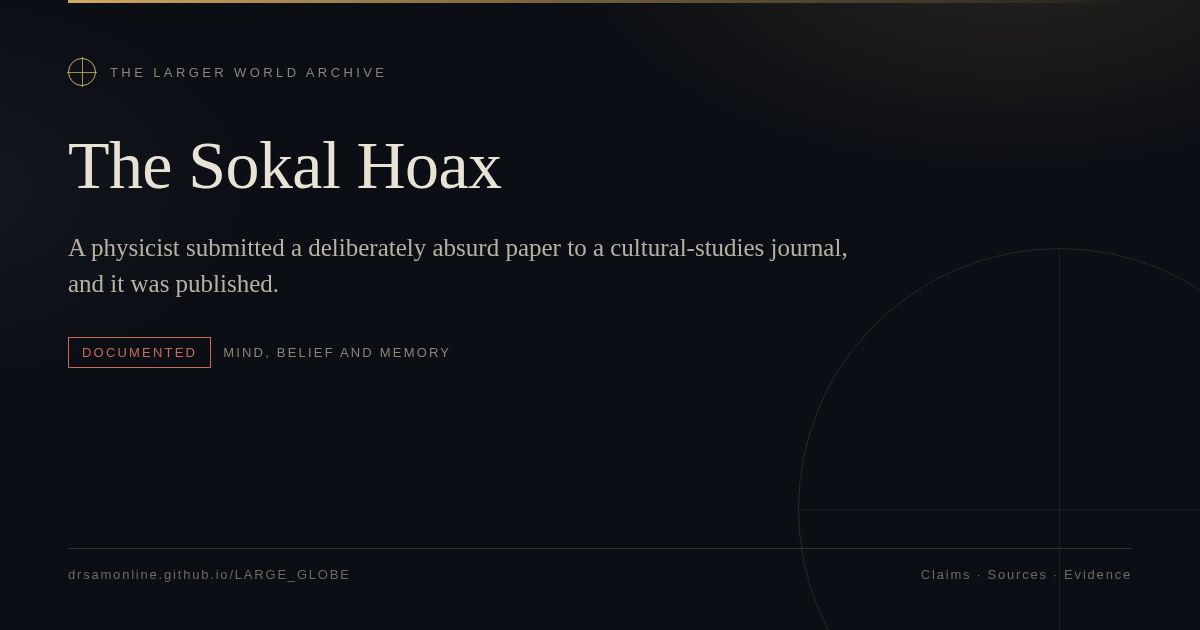 THE LARGER WORLD ARCHIVE
The Sokal Hoax
A physicist submitted a deliberately absurd paper to a cultural-studies journal,
and it was published.
DOCUMENTED MIND, BELIEF AND MEMORY
drsamonline.github.io/LARGE_GLOBE Claims · Sources · Evidence